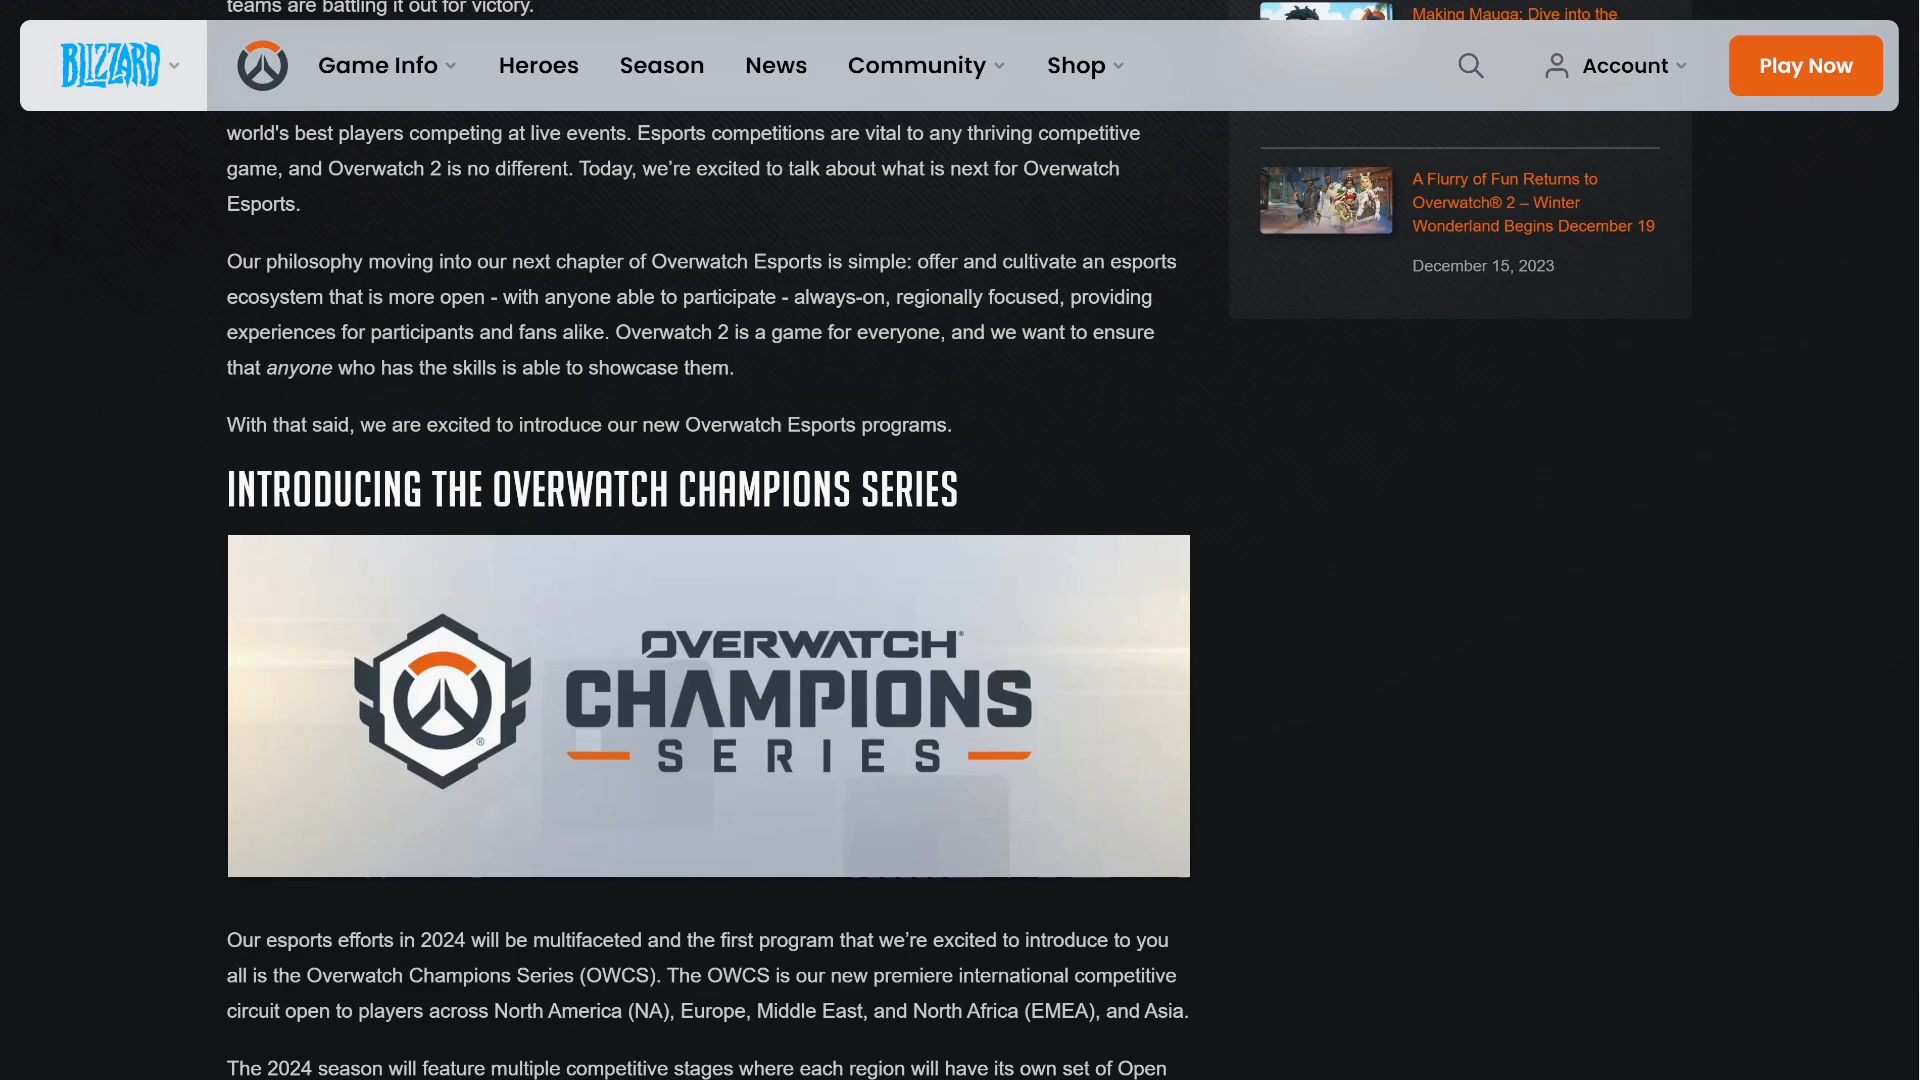 teams are battling it out for victory.
Making Mauga: Dive into the
BLIZZARD
Game Info
Heroes
Season
News
Community
Shop
Account
Play Now
world's best players competing at live events. Esports competitions are vital to any thriving competitive
game, and Overwatch 2 is no different. Today, we’re excited to talk about what is next for Overwatch
Esports.
A Flurry of Fun Returns to
Overwatch® 2 – Winter
Wonderland Begins December 19
December 15, 2023
Our philosophy moving into our next chapter of Overwatch Esports is simple: offer and cultivate an esports
ecosystem that is more open - with anyone able to participate - always-on, regionally focused, providing
experiences for participants and fans alike. Overwatch 2 is a game for everyone, and we want to ensure
that anyone who has the skills is able to showcase them.
With that said, we are excited to introduce our new Overwatch Esports programs.
INTRODUCING THE OVERWATCH CHAMPIONS SERIES
OVERWATCH®
CHAMPIONS
SERIES
®
Our esports efforts in 2024 will be multifaceted and the first program that we’re excited to introduce to you
all is the Overwatch Champions Series (OWCS). The OWCS is our new premiere international competitive
circuit open to players across North America (NA), Europe, Middle East, and North Africa (EMEA), and Asia.
The 2024 season will feature multiple competitive stages where each region will have its own set of Open